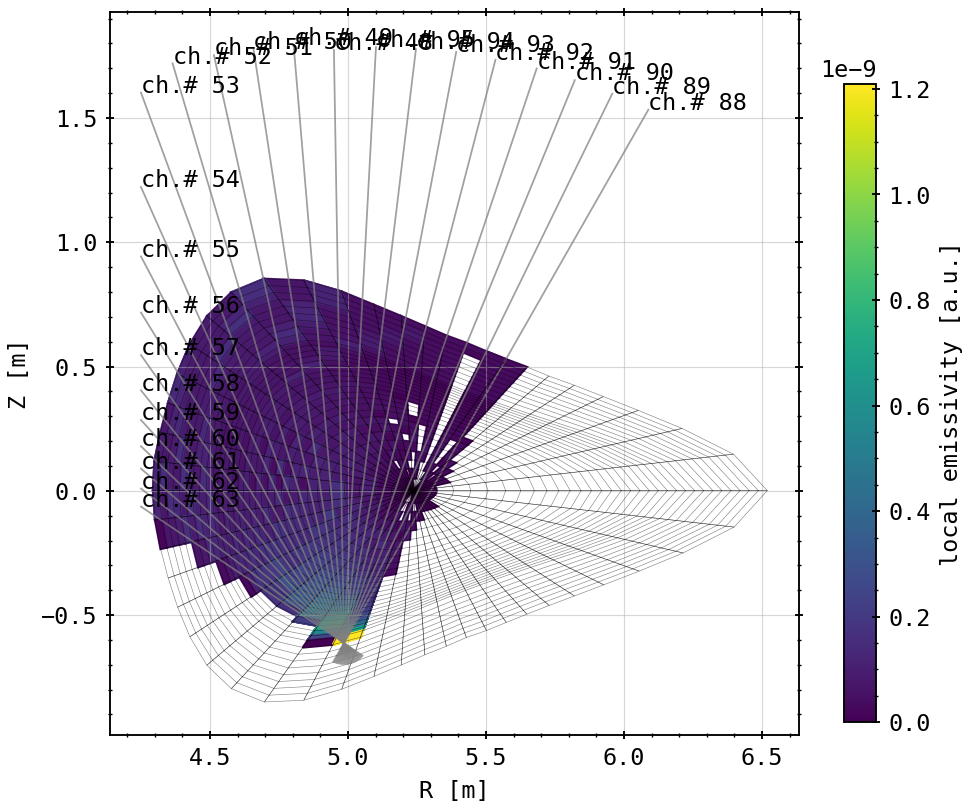 ch.# 49
ch.# 50
ch.# 48
ch.# 95
ch.# 94
ch.# 93
ch.# 51
ch.# 52
ch.# 92
ch.# 91
ch.# 90
ch.# 53
ch.# 89
ch.# 88
ch.# 54
ch.# 55
ch.# 56
ch.# 57
ch.# 58
ch.# 59
ch.# 60
ch.# 61
ch.# 62
ch.# 63
1.5
1.0
0.5
0.0
−0.5
Z [m]
4.5 5.0 5.5 6.0 6.5
R [m]
1e−9
1.2
1.0
0.8
0.6
0.4
0.2
0.0
local emissivity [a.u.]